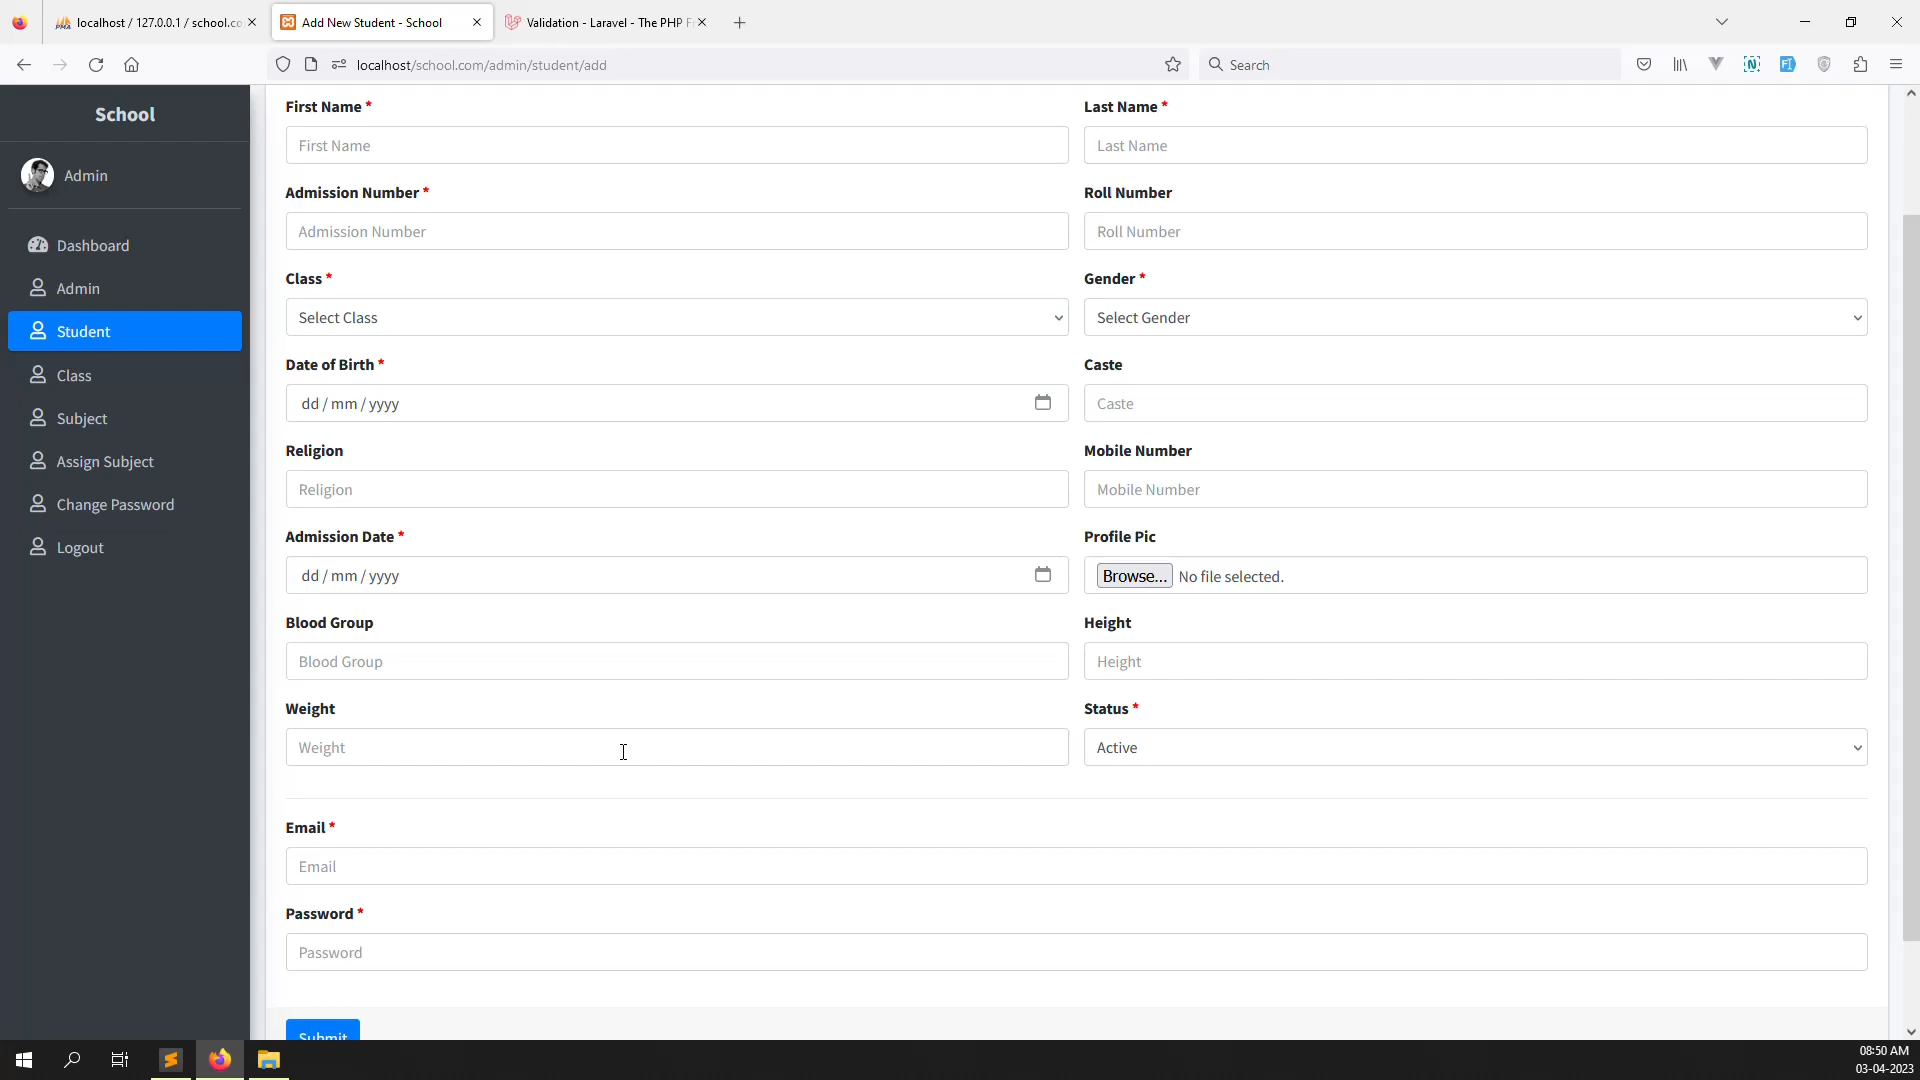 localhost / 127.0.0.1 / school.co
Add New Student - School
Validation - Laravel - The PHP F
localhost/school.com/admin/student/add
Search
School
Admin
Dashboard
Admin
Student
Class
Subject
Assign Subject
Change Password
Logout
First Name *
Last Name *
First Name
Last Name
Admission Number *
Roll Number
Admission Number
Roll Number
Class *
Gender *
Select Class
Select Gender
Date of Birth *
Caste
dd / mm / yyyy
Caste
Religion
Mobile Number
Religion
Mobile Number
Admission Date *
Profile Pic
dd / mm / yyyy
Browse... No file selected.
Blood Group
Height
Blood Group
Height
Weight
Status *
Weight
Active
Email *
Email
Password *
Password
Submit
08:50 AM
03-04-2023